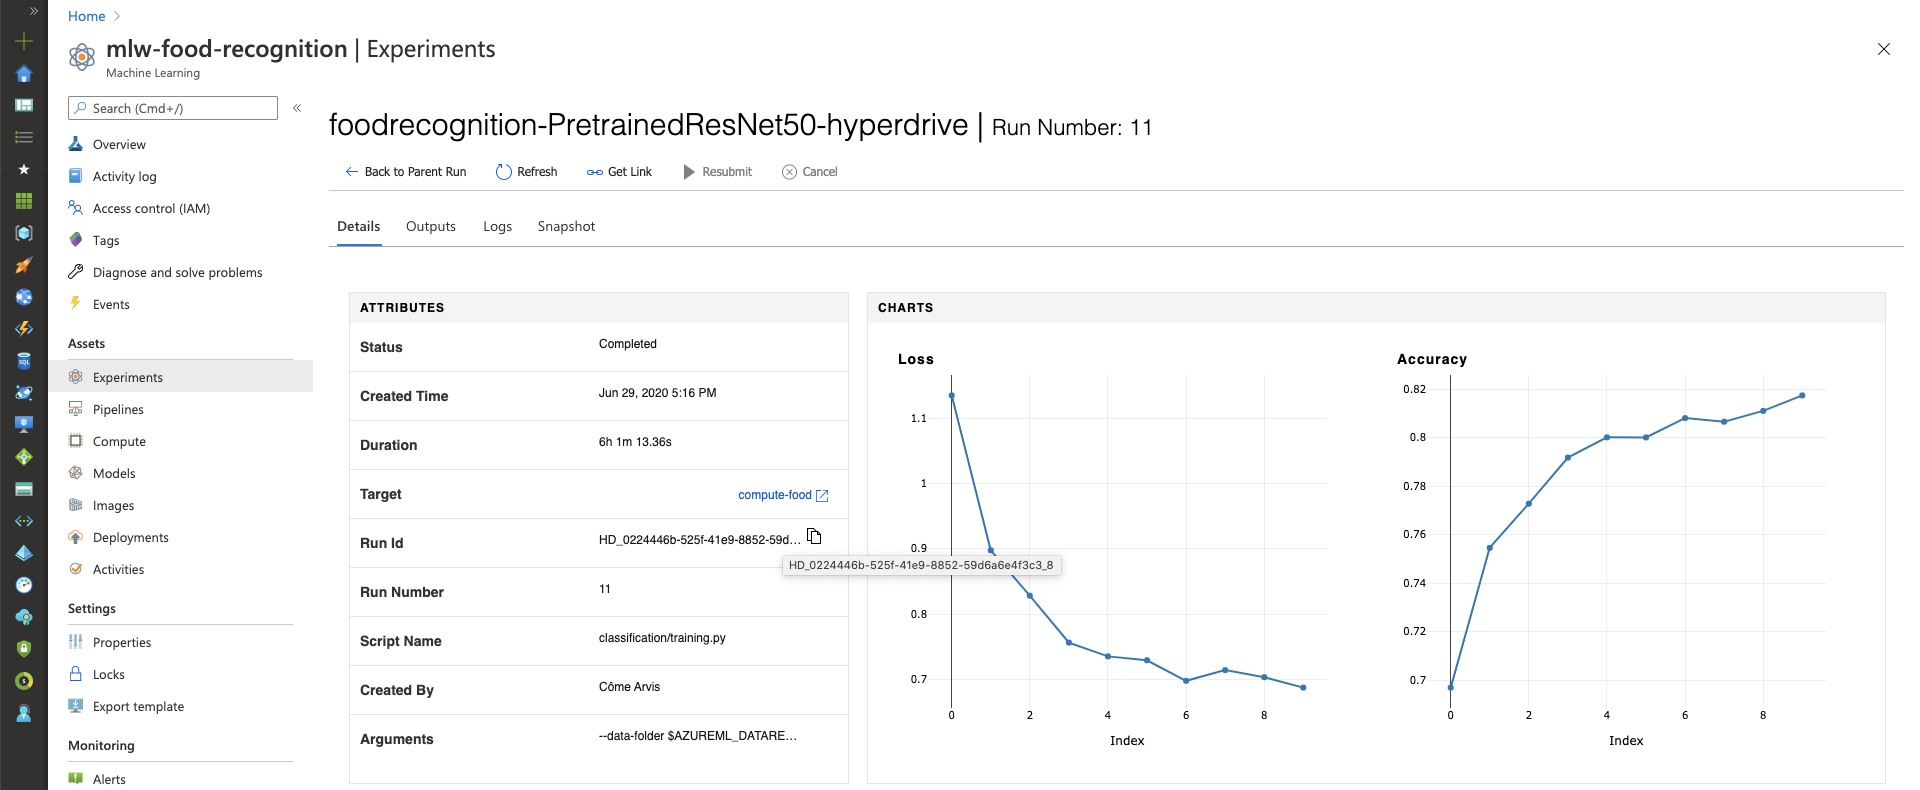 »
Home >
mlw-food-recognition | Experiments
Machine Learning
Search (Cmd+/)
«
Overview
Activity log
Access control (IAM)
Tags
Diagnose and solve problems
Events
Assets
Experiments
Pipelines
Compute
Models
Images
Deployments
Activities
Settings
Properties
Locks
Export template
Monitoring
Alerts
SQL
foodrecognition-PretrainedResNet50-hyperdrive | Run Number: 11
Back to Parent Run Refresh Get Link Resubmit Cancel
Details Outputs Logs Snapshot
ATTRIBUTES
Status Completed
Created Time Jun 29, 2020 5:16 PM
Duration 6h 1m 13.36s
Target compute-food
Run Id HD_0224446b-525f-41e9-8852-59d...
HD_0224446b-525f-41e9-8852-59d6a6e4f3c3_8
Run Number 11
Script Name classification/training.py
Created By Côme Arvis
Arguments --data-folder $AZUREML_DATARE...
CHARTS
Loss
1.1
1
0.9
0.8
0.7
0 2 4 6 8
Index
Accuracy
0.82
0.8
0.78
0.76
0.74
0.72
0.7
0 2 4 6 8
Index